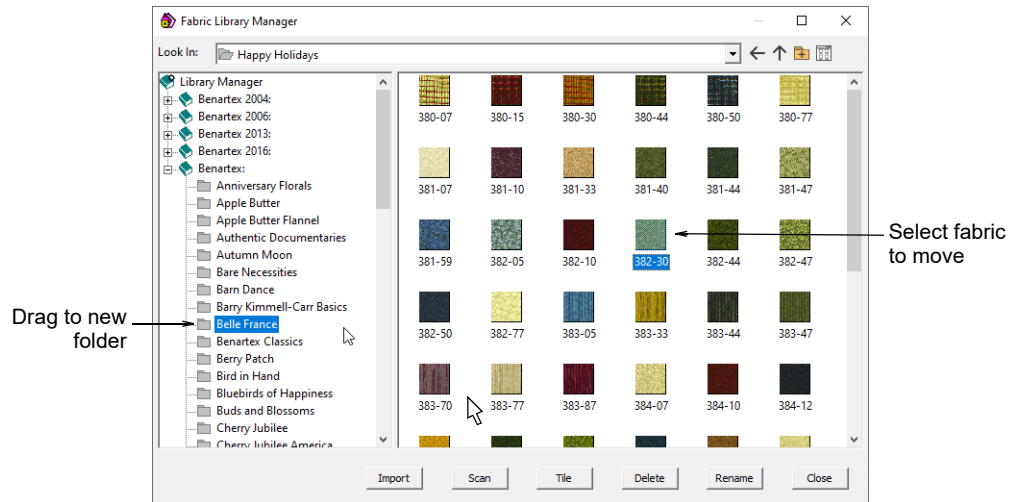 Fabric Library Manager
Look In: Happy Holidays
Library Manager
Benartex 2004:
Benartex 2006:
Benartex 2013:
Benartex 2016:
Benartex:
Anniversary Florals
Apple Butter
Apple Butter Flannel
Authentic Documentaries
Autumn Moon
Bare Necessities
Barn Dance
Barry Kimmell-Carr Basics
Belle France
Benartex Classics
Berry Patch
Bird in Hand
Bluebirds of Happiness
Buds and Blossoms
Cherry Jubilee
Cherry Jubilee America
380-07 380-15 380-30 380-44 380-50 380-77
381-07 381-10 381-33 381-40 381-44 381-47
381-59 382-05 382-10 382-30 382-44 382-47
382-50 382-77 383-05 383-33 383-44 383-47
383-70 383-77 383-87 384-07 384-10 384-12
Import Scan Tile Delete Rename Close
Drag to new
folder
Select fabric
to move